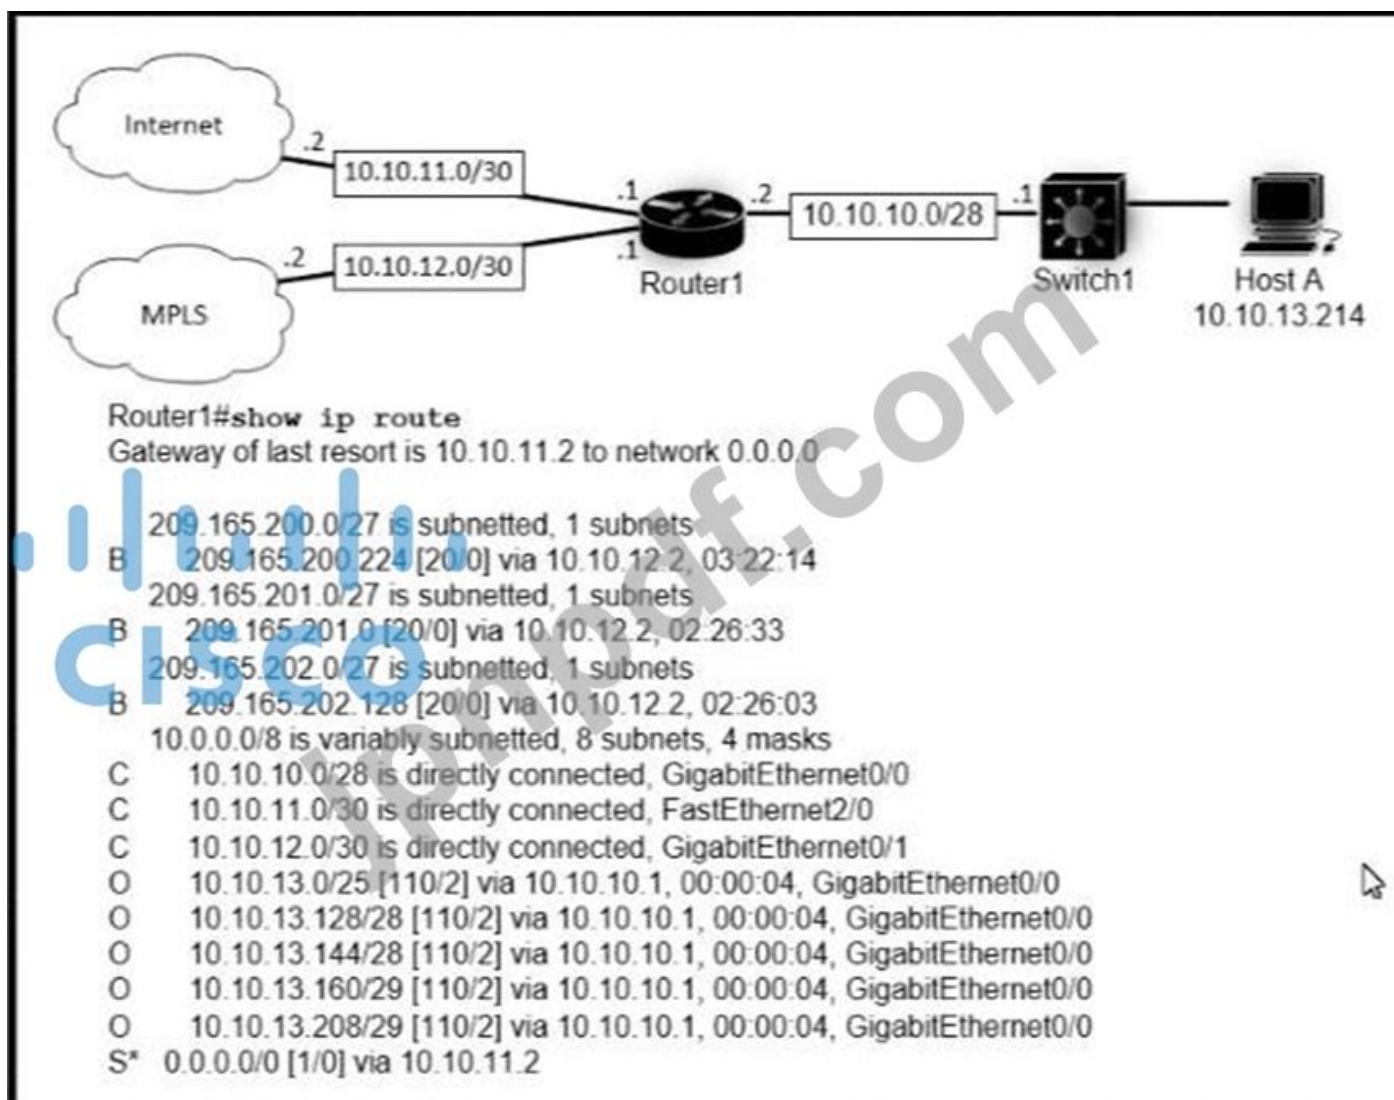 Internet
.2
10.10.11.0/30
.1
.2
10.10.10.0/28
.1
.2
10.10.12.0/30
.1
MPLS
Router1
Switch1
Host A
10.10.13.214
Router1#show ip route
Gateway of last resort is 10.10.11.2 to network 0.0.0.0
209.165.200.0/27 is subnetted, 1 subnets
B 209.165.200.224 [20/0] via 10.10.12.2, 03:22:14
209.165.201.0/27 is subnetted, 1 subnets
B 209.165.201.0 [20/0] via 10.10.12.2, 02:26:33
209.165.202.0/27 is subnetted, 1 subnets
B 209.165.202.128 [20/0] via 10.10.12.2, 02:26:03
10.0.0.0/8 is variably subnetted, 8 subnets, 4 masks
C 10.10.10.0/28 is directly connected, GigabitEthernet0/0
C 10.10.11.0/30 is directly connected, FastEthernet2/0
C 10.10.12.0/30 is directly connected, GigabitEthernet0/1
O 10.10.13.0/25 [110/2] via 10.10.10.1, 00:00:04, GigabitEthernet0/0
O 10.10.13.128/28 [110/2] via 10.10.10.1, 00:00:04, GigabitEthernet0/0
O 10.10.13.144/28 [110/2] via 10.10.10.1, 00:00:04, GigabitEthernet0/0
O 10.10.13.160/29 [110/2] via 10.10.10.1, 00:00:04, GigabitEthernet0/0
O 10.10.13.208/29 [110/2] via 10.10.10.1, 00:00:04, GigabitEthernet0/0
S* 0.0.0.0/0 [1/0] via 10.10.11.2
CISCO
jpnpdf.com